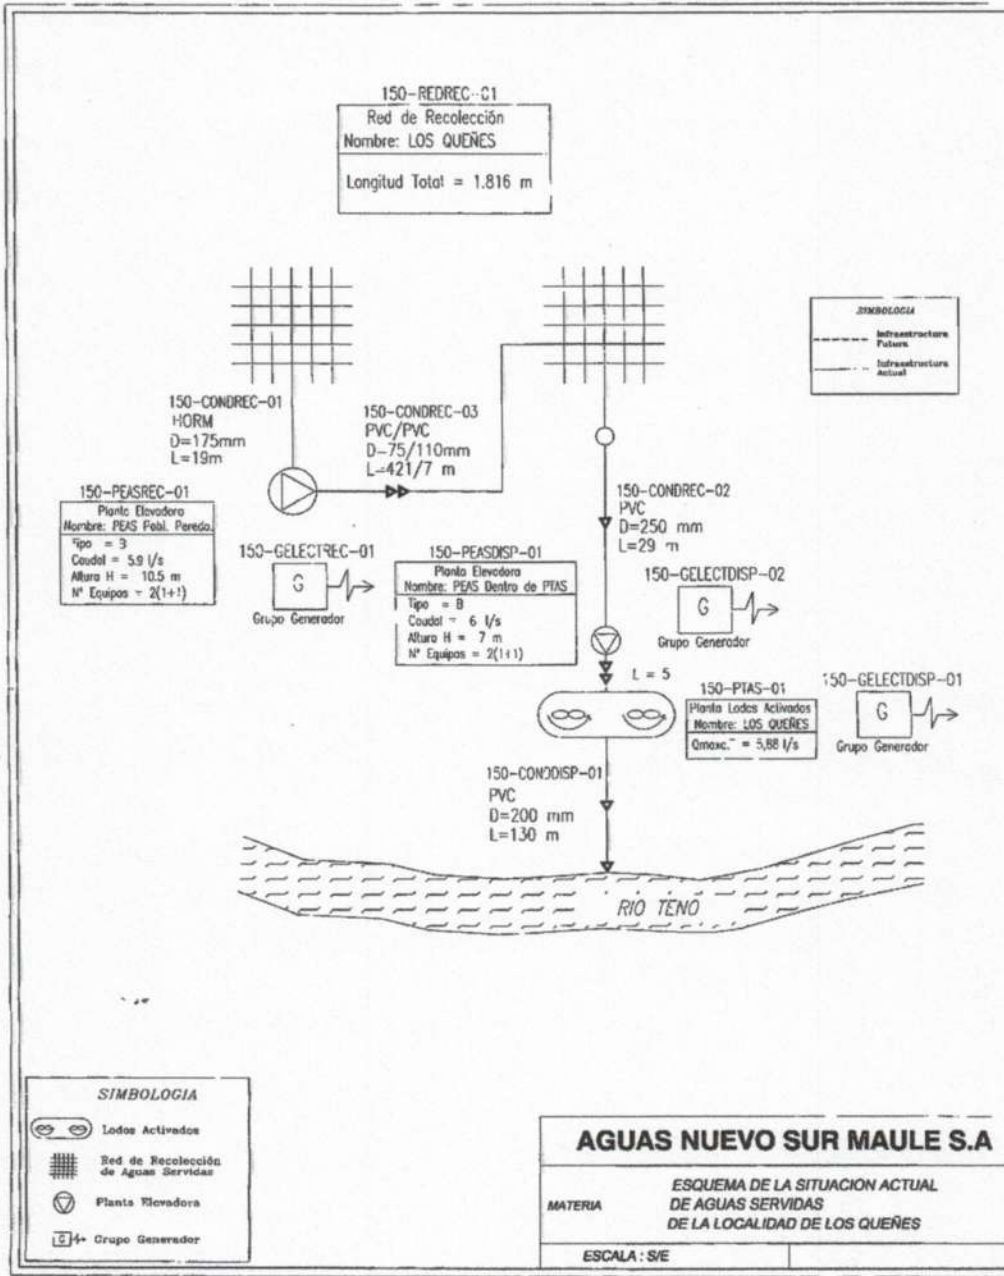 150-REDREC-01
Red de Recolección
Nombre: LOS QUEÑES
Longitud Total = 1.816 m
SIMBOLOGIA
Infraestructura
Futura
Infraestructura
Actual
150-CONDREC-01
HORM
D=175mm
L=19m
150-CONDREC-03
PVC/PVC
D=75/110mm
L=421/7 m
150-PEASREC-01
Planta Elevadora
Nombre: PEAS Pobl. Peredo.
Tipo = B
Caudal = 5.9 l/s
Altura H = 10.5 m
N° Equipos = 2(1+1)
150-GELECTREC-01
G
Grupo Generador
150-PEASDISP-01
Planta Elevadora
Nombre: PEAS Dentro de PTAS
Tipo = B
Caudal = 6 l/s
Altura H = 7 m
N° Equipos = 2(1+1)
150-CONDREC-02
PVC
D=250 mm
L=29 m
150-GELECTDISP-02
G
Grupo Generador
L = 5
150-PTAS-01
Planta Lodos Activados
Nombre: LOS QUEÑES
Qmaxc. = 5,88 l/s
150-GELECTDISP-01
G
Grupo Generador
150-CONDDISP-01
PVC
D=200 mm
L=130 m
RIO TENO
SIMBOLOGIA
Lodos Activados
Red de Recolección
de Aguas Servidas
Planta Elevadora
G
Grupo Generador
AGUAS NUEVO SUR MAULE S.A
MATERIA
ESQUEMA DE LA SITUACION ACTUAL
DE AGUAS SERVIDAS
DE LA LOCALIDAD DE LOS QUEÑES
ESCALA : S/E